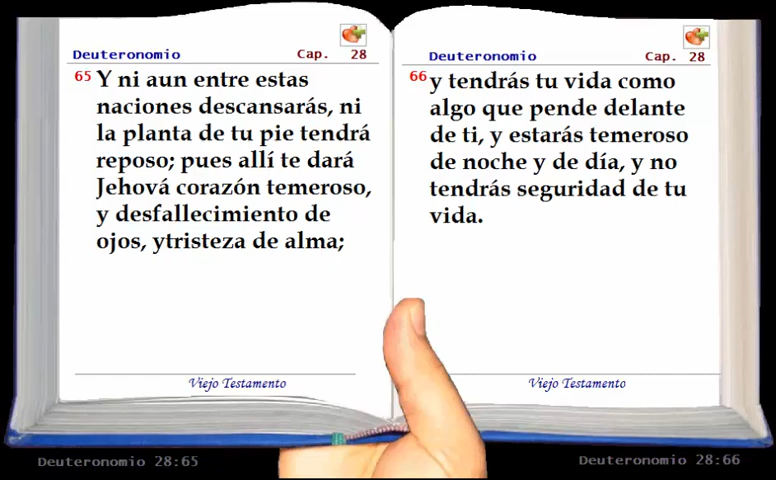 Deuteronomio Cap. 28
65 Y ni aun entre estas
naciones descansarás, ni
la planta de tu pie tendrá
reposo; pues allí te dará
Jehová corazón temeroso,
y desfallecimiento de
ojos, ytristeza de alma;
Viejo Testamento
Deuteronomio 28:65
Deuteronomio Cap. 28
66 y tendrás tu vida como
algo que pende delante
de ti, y estarás temeroso
de noche y de día, y no
tendrás seguridad de tu
vida.
Viejo Testamento
Deuteronomio 28:66